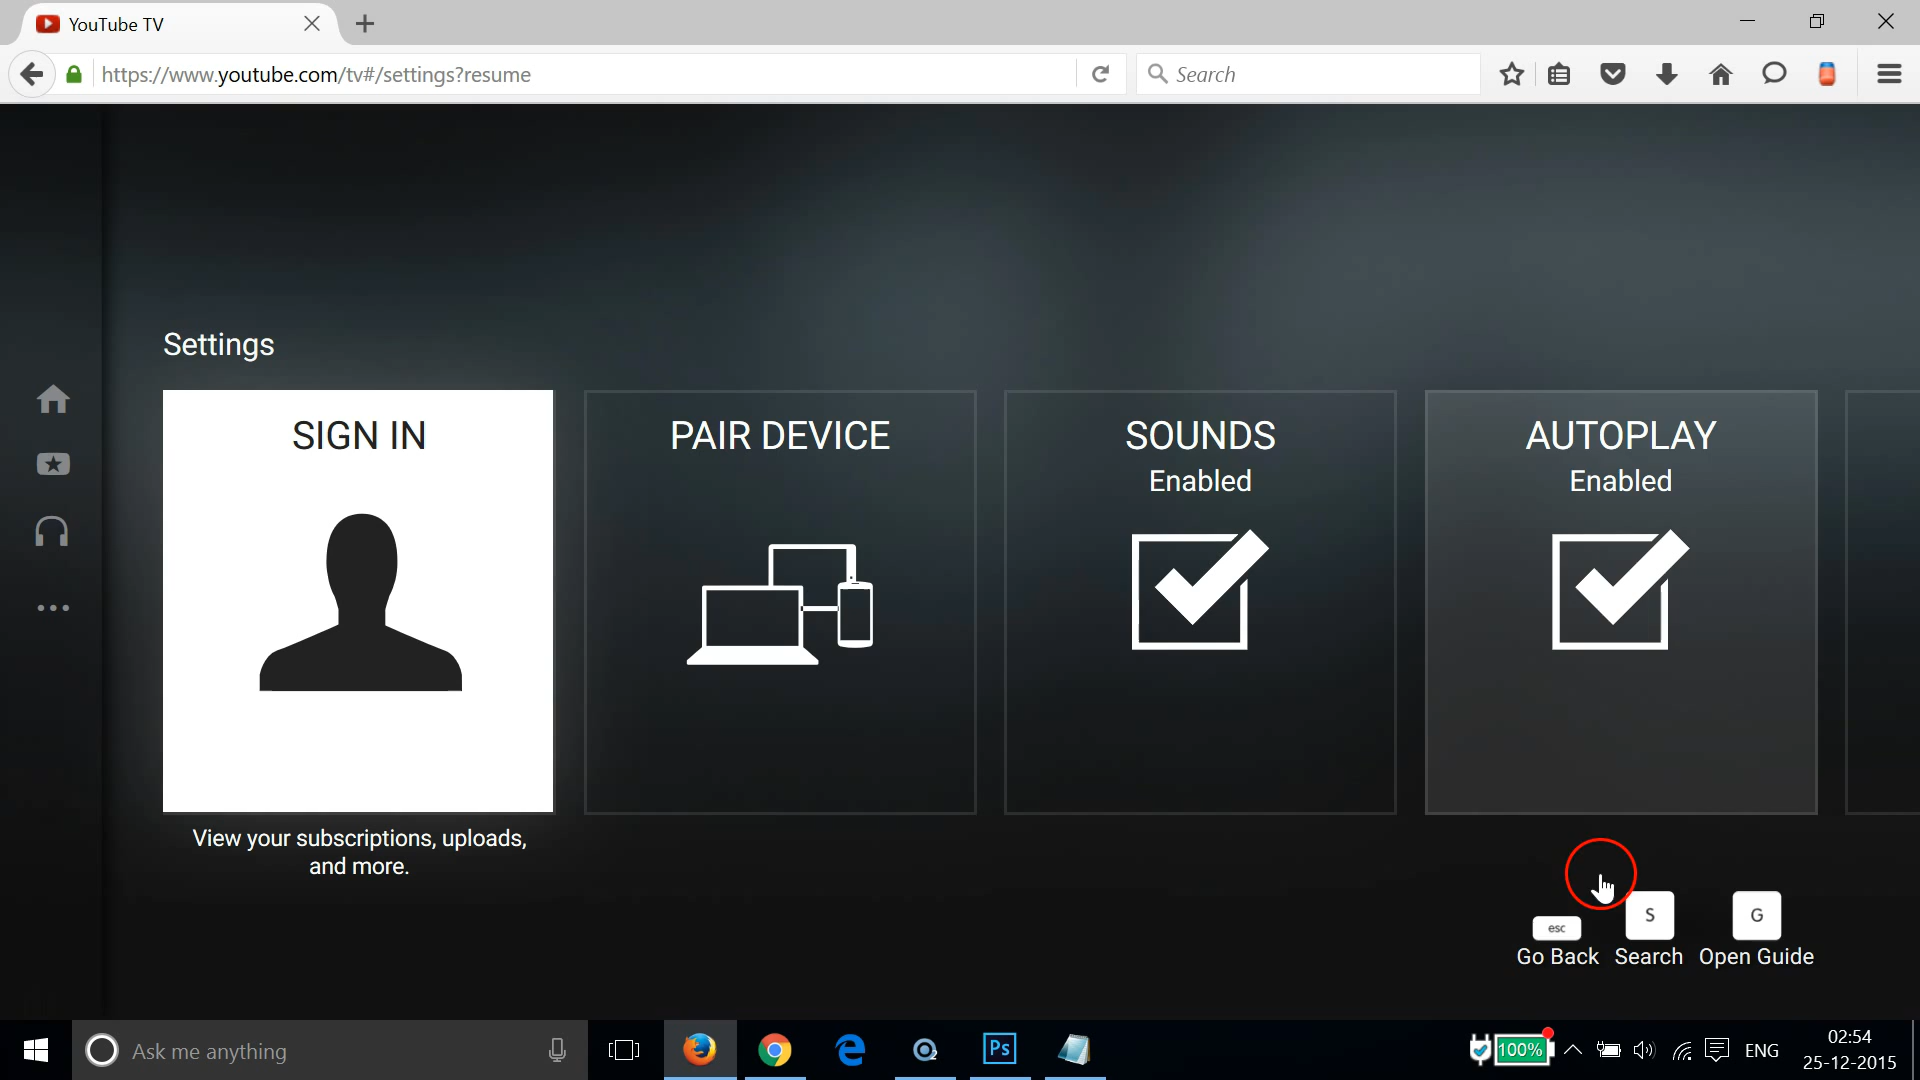 YouTube TV
https://www.youtube.com/tv#/settings?resume
Search
Settings
SIGN IN
PAIR DEVICE
SOUNDS
Enabled
AUTOPLAY
Enabled
View your subscriptions, uploads,
and more.
esc
S
G
Go Back
Search
Open Guide
Ask me anything
Ps
100%
ENG
02:54
25-12-2015